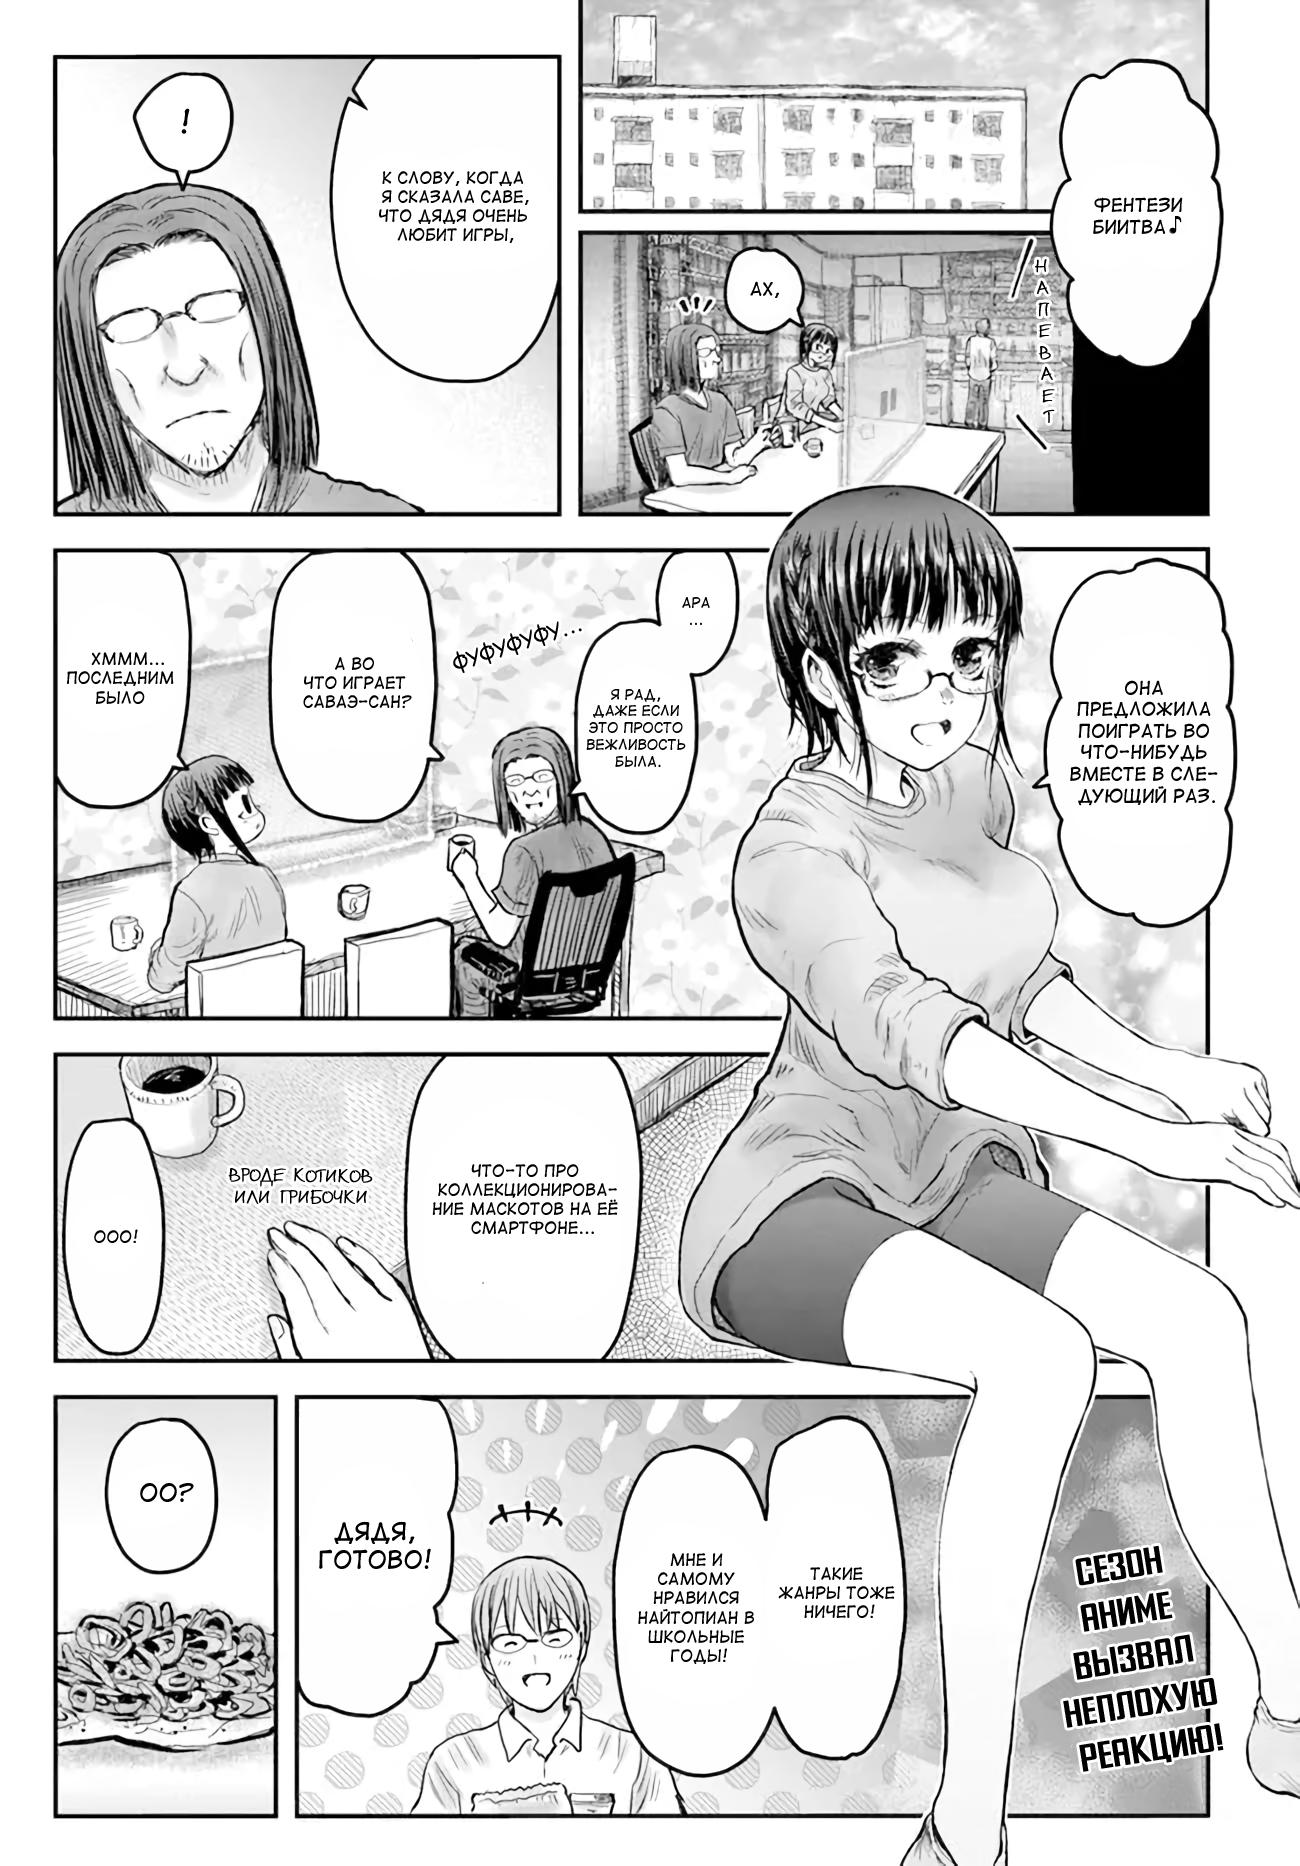 ФЕНТЕЗИ
БИИТВА♪
НАПЕВАЕТ
АХ,
К СЛОВУ, КОГДА
Я СКАЗАЛА САВЕ,
ЧТО ДЯДЯ ОЧЕНЬ
ЛЮБИТ ИГРЫ,
!
ОНА
ПРЕДЛОЖИЛА
ПОИГРАТЬ ВО
ЧТО-НИБУДЬ
ВМЕСТЕ В СЛЕ-
ДУЮЩИЙ РАЗ.
АРА
...
Я РАД,
ДАЖЕ ЕСЛИ
ЭТО ПРОСТО
ВЕЖЛИВОСТЬ
БЫЛА.
ФУФУФУФУ...
А ВО
ЧТО ИГРАЕТ
САВАЭ-САН?
ХМММ...
ПОСЛЕДНИМ
БЫЛО
ЧТО-ТО ПРО
КОЛЛЕКЦИОНИРОВА-
НИЕ МАСКОТОВ НА ЕЁ
СМАРТФОНЕ...
ВРОДЕ КОТИКОВ
ИЛИ ГРИБОЧКИ
ООО!
ТАКИЕ
ЖАНРЫ ТОЖЕ
НИЧЕГО!
МНЕ И
САМОМУ
НРАВИЛСЯ
НАЙТОПИАН В
ШКОЛЬНЫЕ
ГОДЫ!
ДЯДЯ,
ГОТОВО!
ОО?
СЕЗОН
АНИМЕ
ВЫЗВАЛ
НЕПЛОХУЮ
РЕАКЦИЮ!